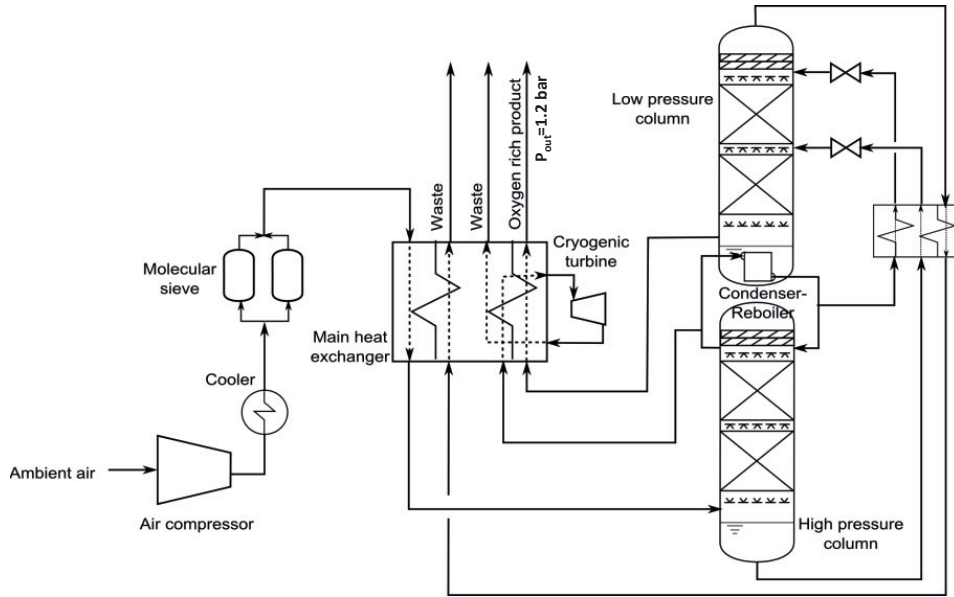 Low pressure
column
Waste
Waste
Oxygen rich product
P_out=1.2 bar
Cryogenic
turbine
Molecular
sieve
Main heat
exchanger
Condenser-
Reboiler
Cooler
Ambient air
Air compressor
High pressure
column